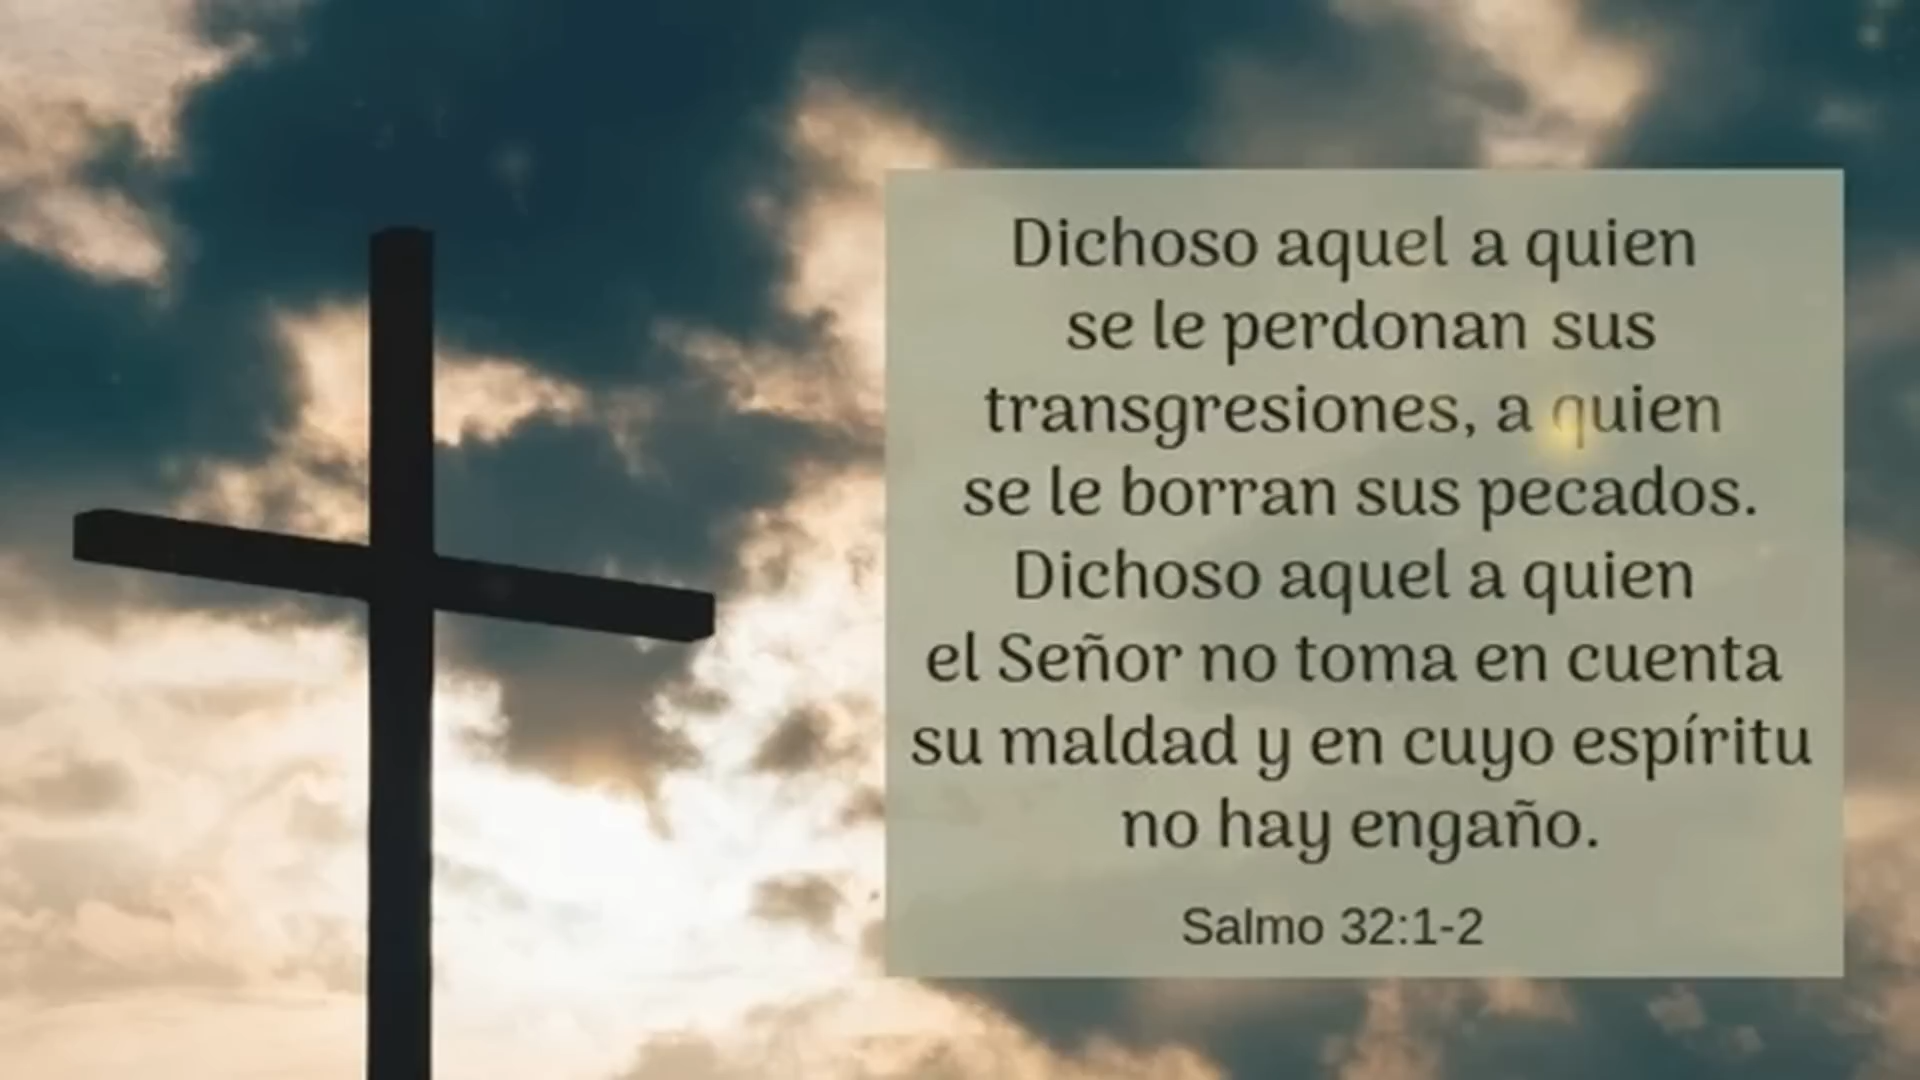 Dichoso aquel a quien
se le perdonan sus
transgresiones, a quien
se le borran sus pecados.
Dichoso aquel a quien
el Señor no toma en cuenta
su maldad y en cuyo espíritu
no hay engaño.
Salmo 32:1-2